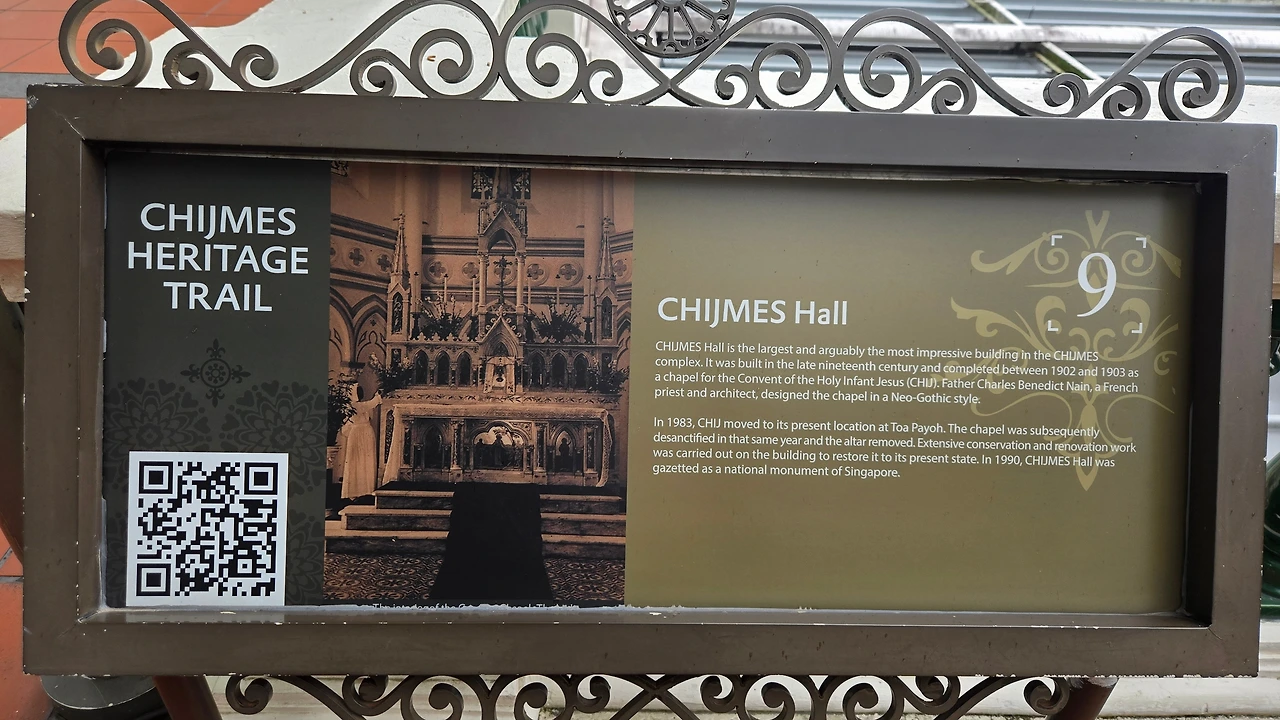 CHIJMES
HERITAGE
TRAIL
9
CHIJMES Hall
CHIJMES Hall is the largest and arguably the most impressive building in the CHIJMES
complex. It was built in the late nineteenth century and completed between 1902 and 1903 as
a chapel for the Convent of the Holy Infant Jesus (CHIJ). Father Charles Benedict Nain, a French
priest and architect, designed the chapel in a Neo-Gothic style.
In 1983, CHIJ moved to its present location at Toa Payoh. The chapel was subsequently
desanctified in that same year and the altar removed. Extensive conservation and renovation work
was carried out on the building to restore it to its present state. In 1990, CHIJMES Hall was
gazetted as a national monument of Singapore.